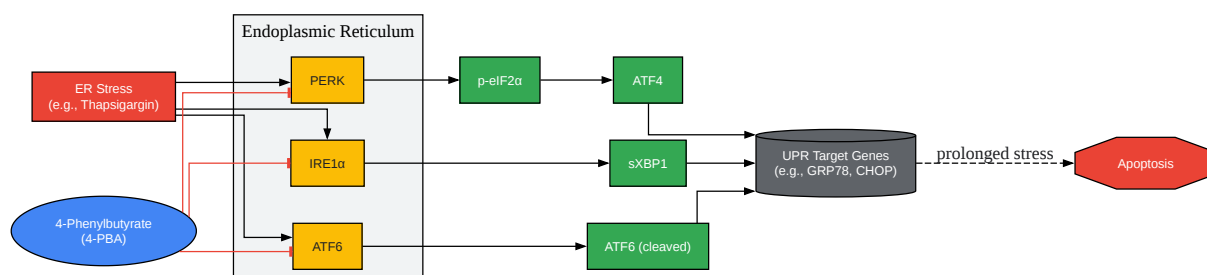 Endoplasmic Reticulum
ER Stress
(e.g., Thapsigargin)
PERK
p-eIF2α
ATF4
IRE1α
sXBP1
UPR Target Genes
(e.g., GRP78, CHOP)
prolonged stress
Apoptosis
4-Phenylbutyrate
(4-PBA)
ATF6
ATF6 (cleaved)